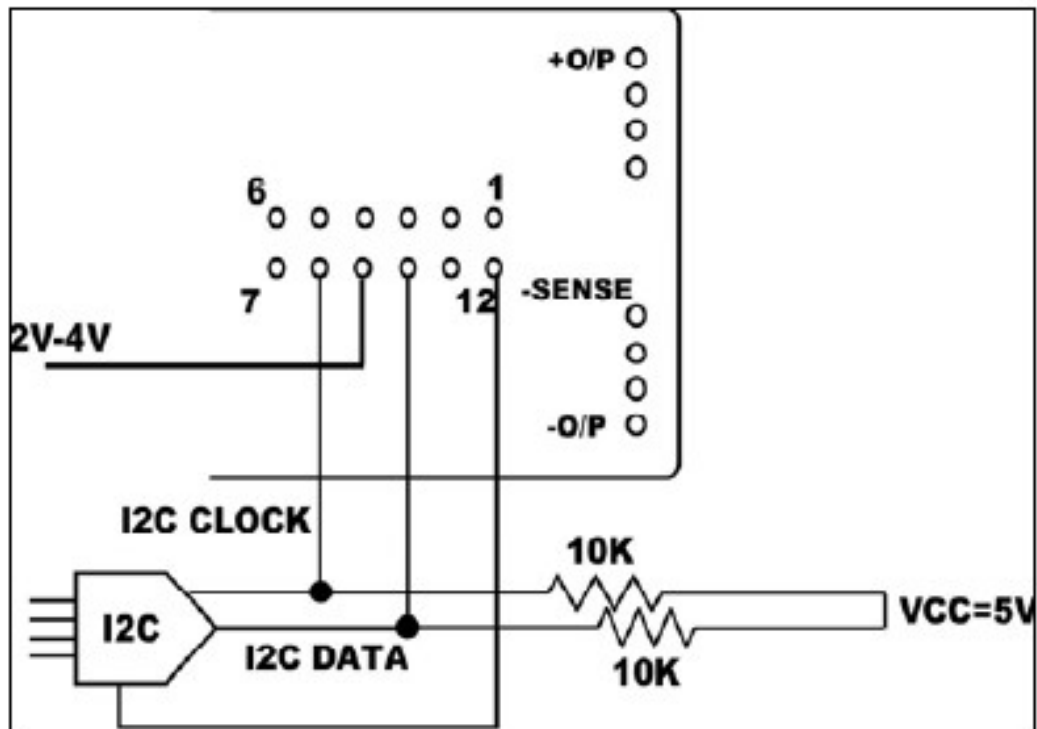 +O/P
6
1
7
12
-SENSE
2V-4V
-O/P
I2C CLOCK
10K
I2C
VCC=5V
I2C DATA
10K